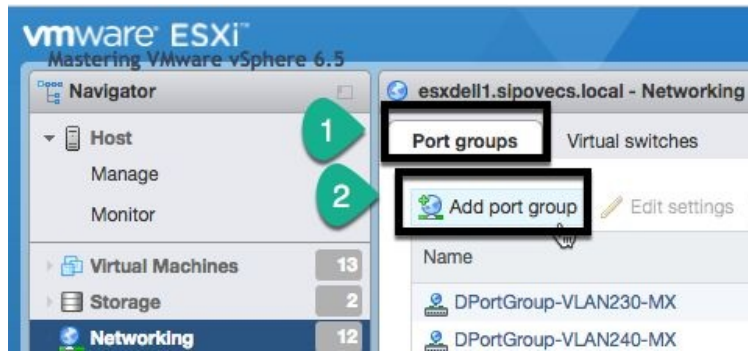 vmware ESXi™
Mastering VMware vSphere 6.5
Navigator
esxdell1.sipovecs.local - Networking
1
Host
Port groups
Virtual switches
Manage
2
Monitor
Add port group
Edit settings
Virtual Machines
13
Name
Storage
2
DPortGroup-VLAN230-MX
Networking
12
DPortGroup-VLAN240-MX